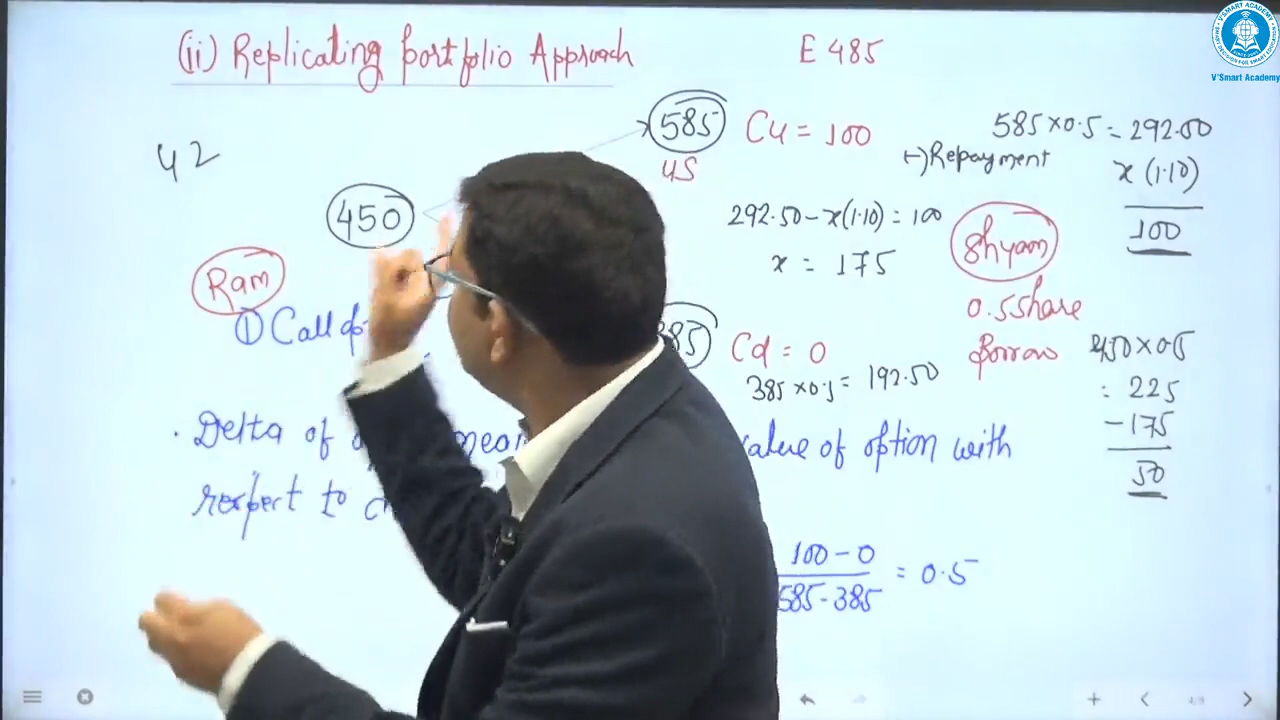 (ii) Replicating Portfolio Approach
E 485
V'SMART ACADEMY
V'Smart Academy
42
585
Cu = 100
us
585 x 0.5 = 292.50
(-) Repayment x (1.10)
100
450
292.50 - x(1.10) = 100
x = 175
Shyam
Ram
0.5 share
① Call
Borrow
450 x 0.5
: 225
- 175
50
385
Cd = 0
385 x 0.5 = 192.50
. Delta of
value of option with
respect to
100 - 0
585 - 385
= 0.5